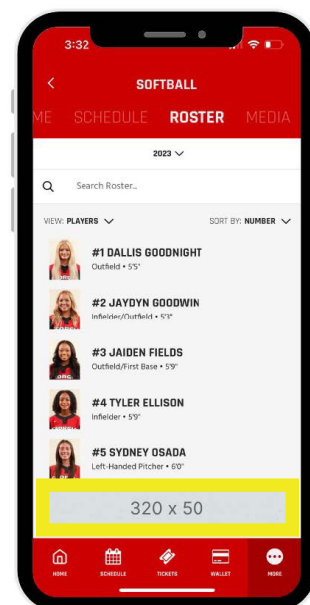 3:32
SOFTBALL
ME SCHEDULE ROSTER MEDIA
2023
Search Roster...
VIEW: PLAYERS SORT BY: NUMBER
#1 DALLIS GOODNIGHT
Outfield • 5'5"
#2 JAYDYN GOODWIN
Infielder/Outfield • 5'3"
#3 JAIDEN FIELDS
Outfield/First Base • 5'9"
#4 TYLER ELLISON
Infielder • 5'9"
#5 SYDNEY OSADA
Left-Handed Pitcher • 6'0"
320 x 50
HOME SCHEDULE TICKETS WALLET MORE